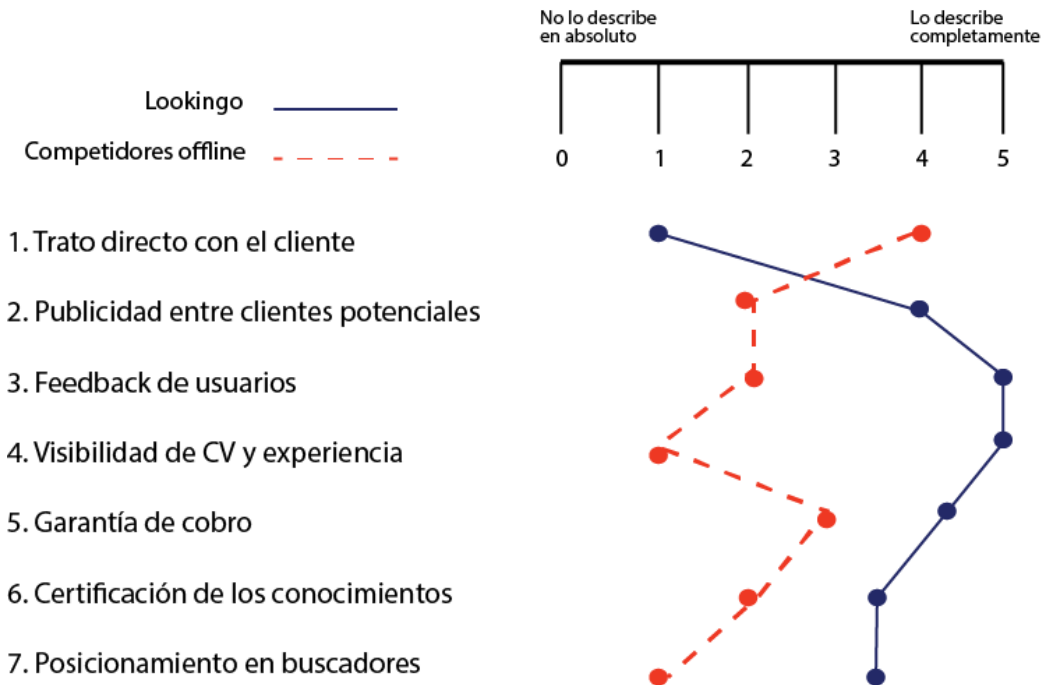 No lo describe
en absoluto
Lo describe
completamente
Lookingo
Competidores offline
0 1 2 3 4 5
1. Trato directo con el cliente
2. Publicidad entre clientes potenciales
3. Feedback de usuarios
4. Visibilidad de CV y experiencia
5. Garantía de cobro
6. Certificación de los conocimientos
7. Posicionamiento en buscadores